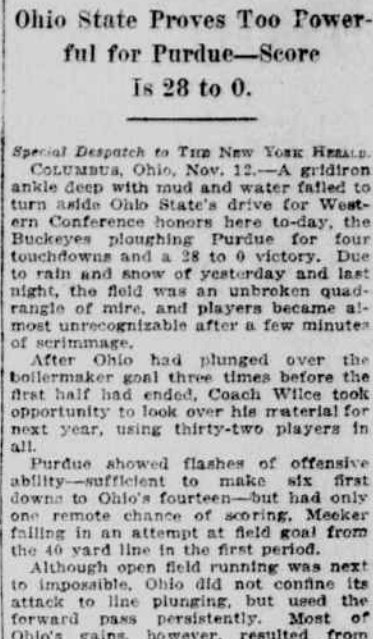 Ohio State Proves Too Power-
ful for Purdue—Score
Is 28 to 0.
Special Despatch to THE NEW YORK HERALD.
COLUMBUS, Ohio, Nov. 12.—A gridiron
ankle deep with mud and water failed to
turn aside Ohio State's drive for West-
ern Conference honors here to-day, the
Buckeyes ploughing Purdue for four
touchdowns and a 28 to 0 victory. Due
to rain and snow of yesterday and last
night, the field was an unbroken quad-
rangle of mire, and players became al-
most unrecognizable after a few minutes
of scrimmage.
After Ohio had plunged over the
boilermaker goal three times before the
first half had ended, Coach Wilce took
opportunity to look over his material for
next year, using thirty-two players in
all.
Purdue showed flashes of offensive
ability—sufficient to make six first
downs to Ohio's fourteen—but had only
one remote chance of scoring, Meeker
failing in an attempt at field goal from
the 40 yard line in the first period.
Although open field running was next
to impossible, Ohio did not confine its
attack to line plunging, but used the
forward pass persistently. Most of
Ohio's gains, however, resulted from